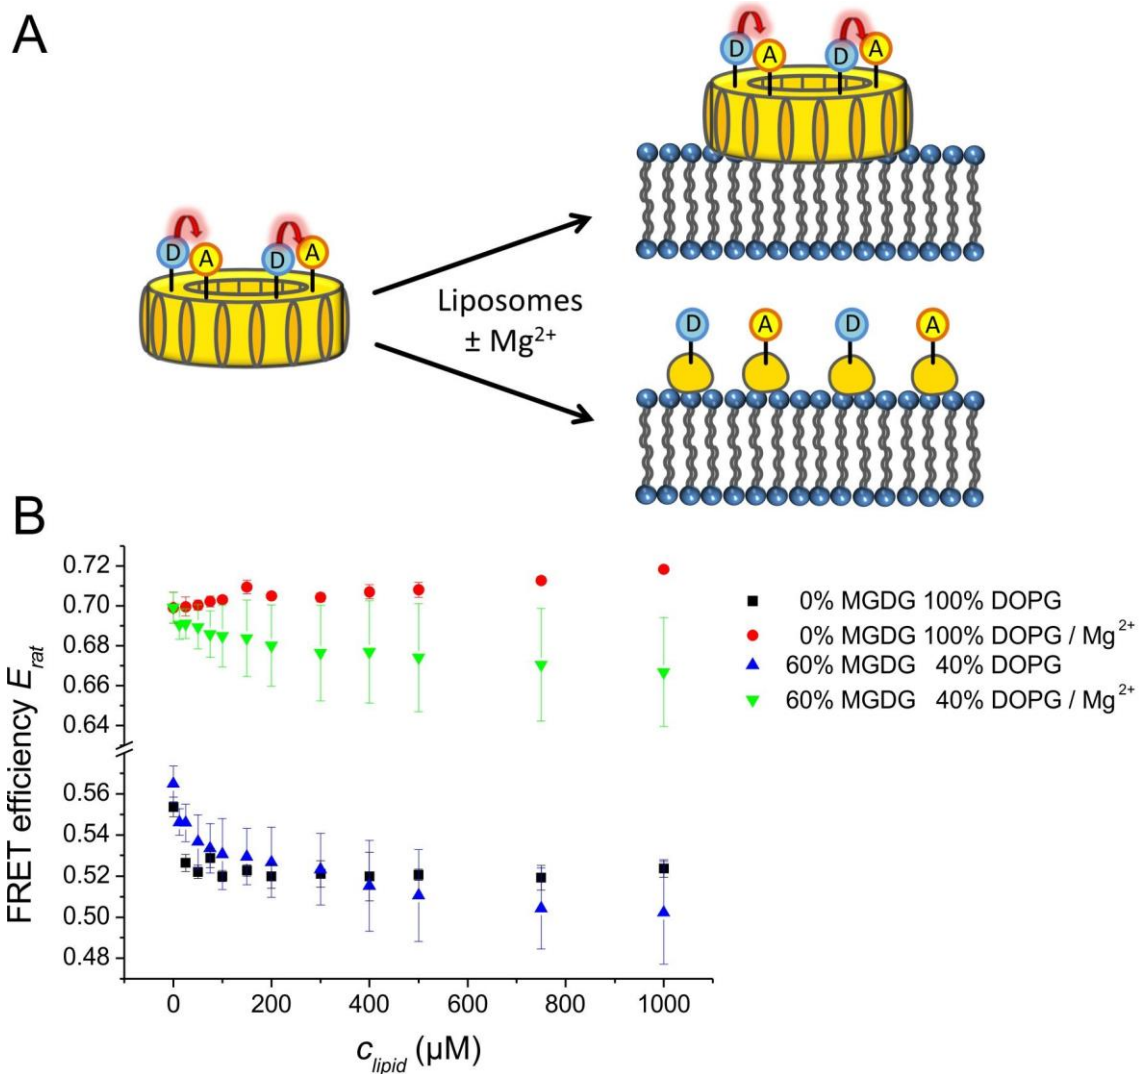 A
D A D A
D A D A
Liposomes
± Mg²⁺
D A D A
B
FRET efficiency E_rat
0.72
0.70
0.68
0.66
0.64
0.56
0.54
0.52
0.50
0.48
0 200 400 600 800 1000
c_lipid (µM)
0% MGDG 100% DOPG
0% MGDG 100% DOPG / Mg²⁺
60% MGDG 40% DOPG
60% MGDG 40% DOPG / Mg²⁺